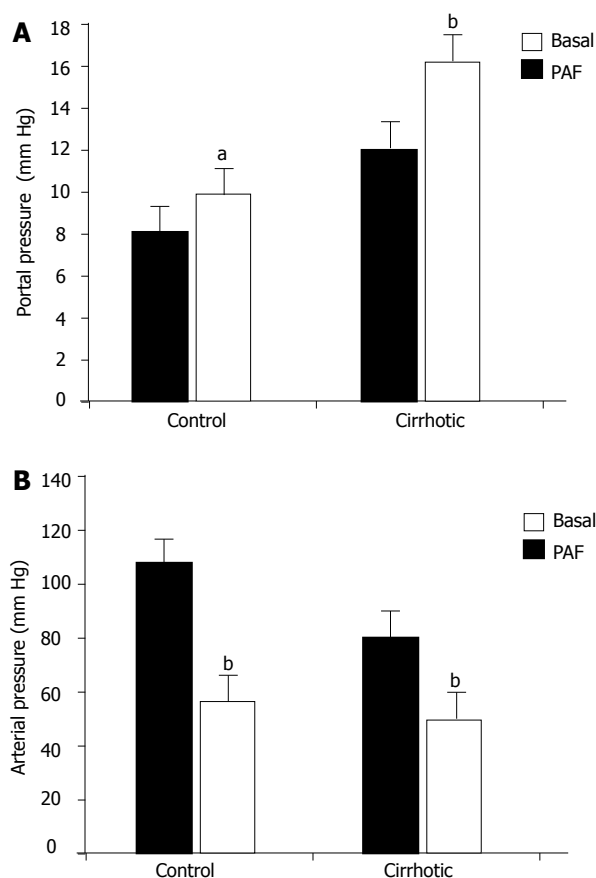 A
Portal pressure (mm Hg)
18
16
14
12
10
8
6
4
2
0
a
b
Basal
PAF
Control
Cirrhotic
B
Arterial pressure (mm Hg)
140
120
100
80
60
40
20
0
b
b
Basal
PAF
Control
Cirrhotic